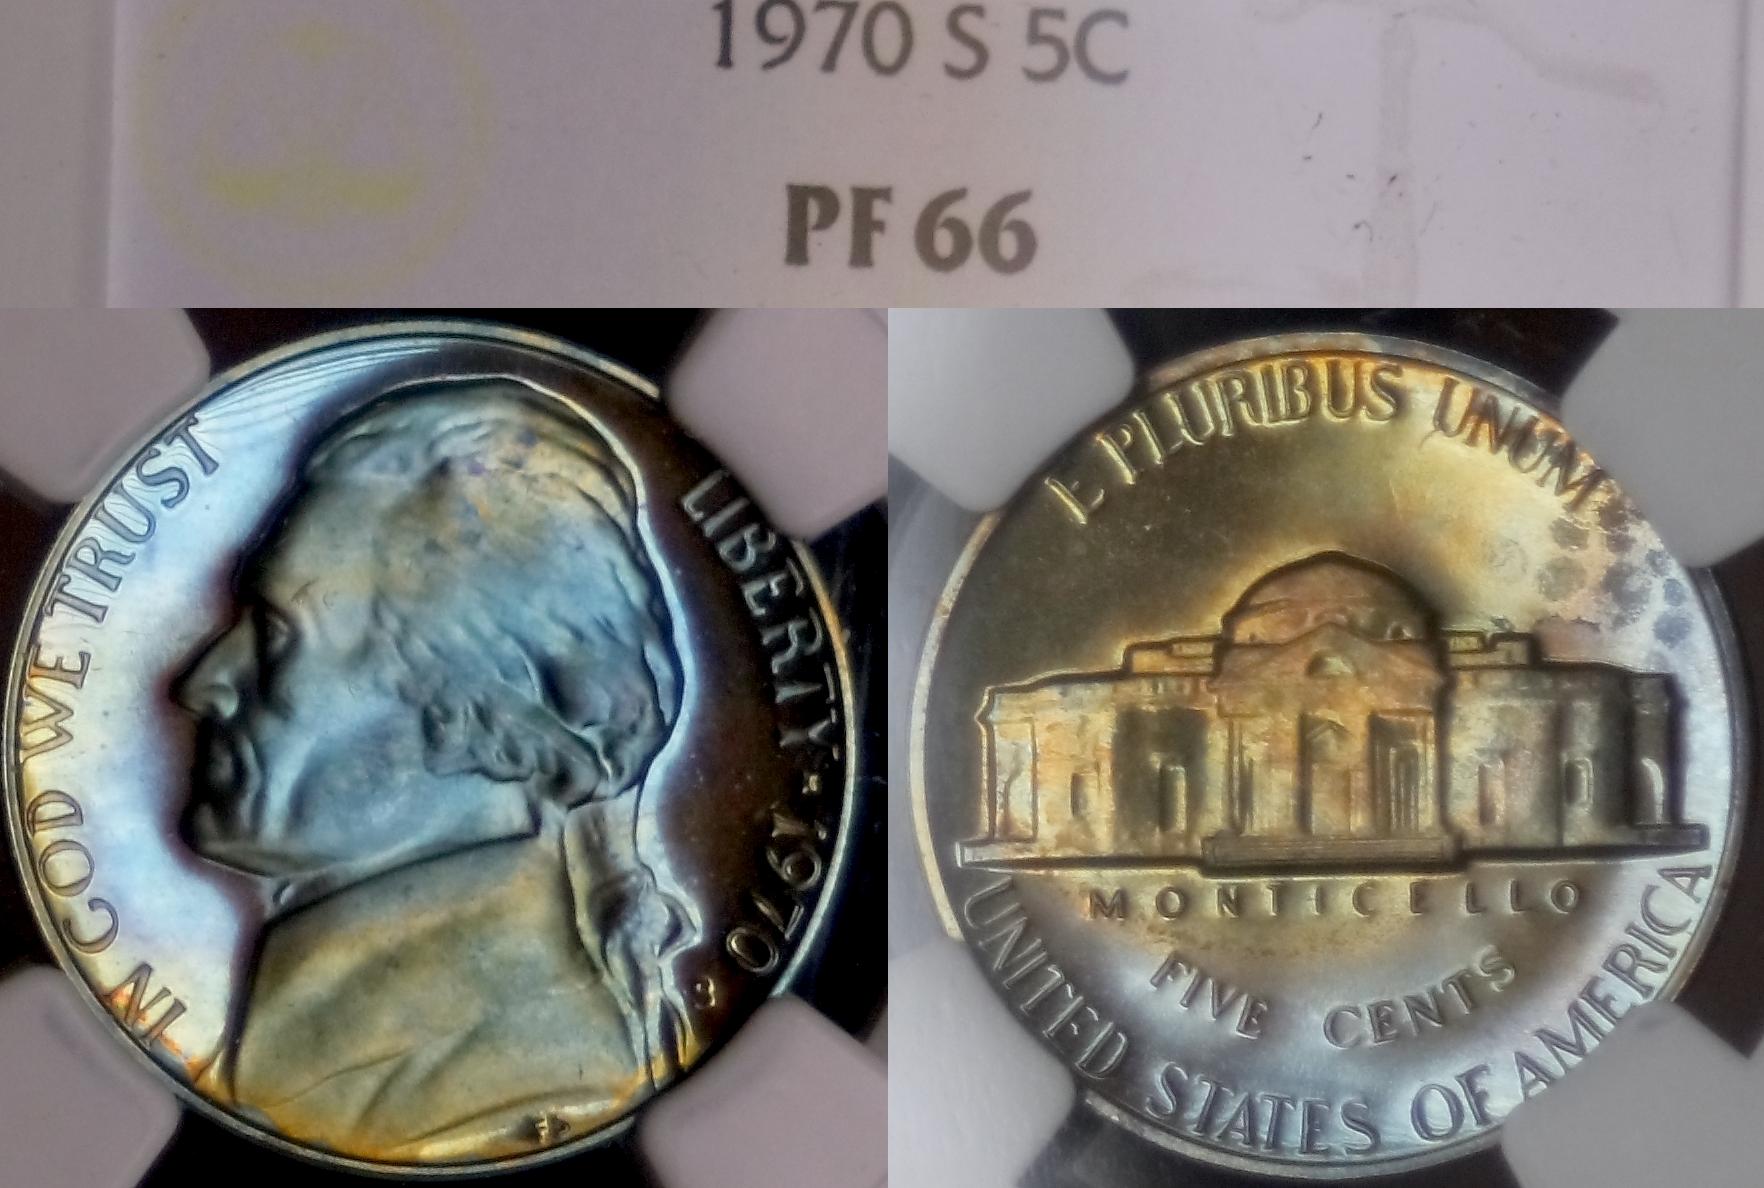 1970 S 5C
PF 66
IN GOD WE TRUST
LIBERTY
1970
S
FS
E PLURIBUS UNUM
MONTICELLO
FIVE CENTS
UNITED STATES OF AMERICA